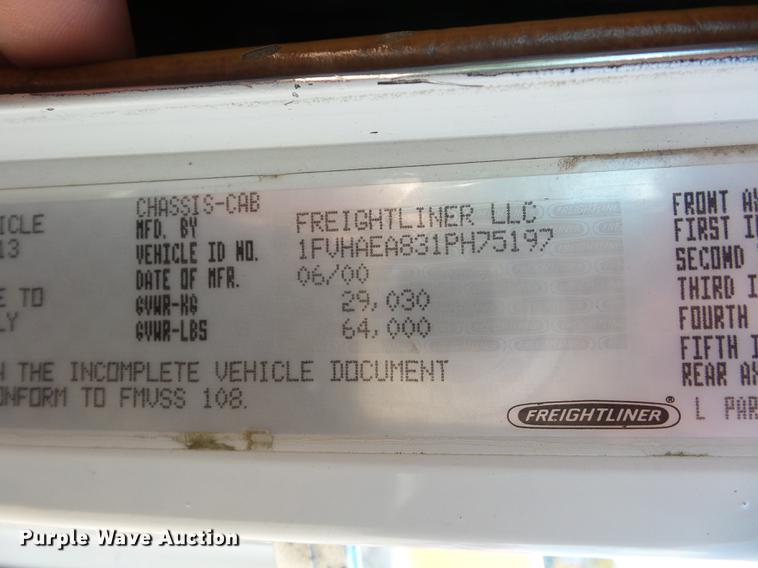 CHASSIS-CAB
MFD. BY FREIGHTLINER LLC
VEHICLE ID NO. 1FVHAEA831PH75197
DATE OF MFR. 06/00
GVWR-KG 29,030
GVWR-LBS 64,000
ICLE
13
E TO
LY
N THE INCOMPLETE VEHICLE DOCUMENT
ONFORM TO FMVSS 108.
FREIGHTLINER®
FRONT AX
FIRST I
SECOND
THIRD I
FOURTH
FIFTH I
REAR AX
L PAR
Purple Wave Auction